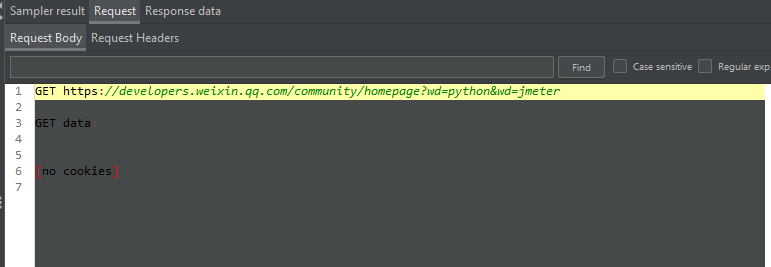 Sampler result Request Response data
Request Body Request Headers
Find Case sensitive Regular exp.
1 GET https://developers.weixin.qq.com/community/homepage?wd=python&wd=jmeter
2
3 GET data
4
5
6 [no cookies]
7